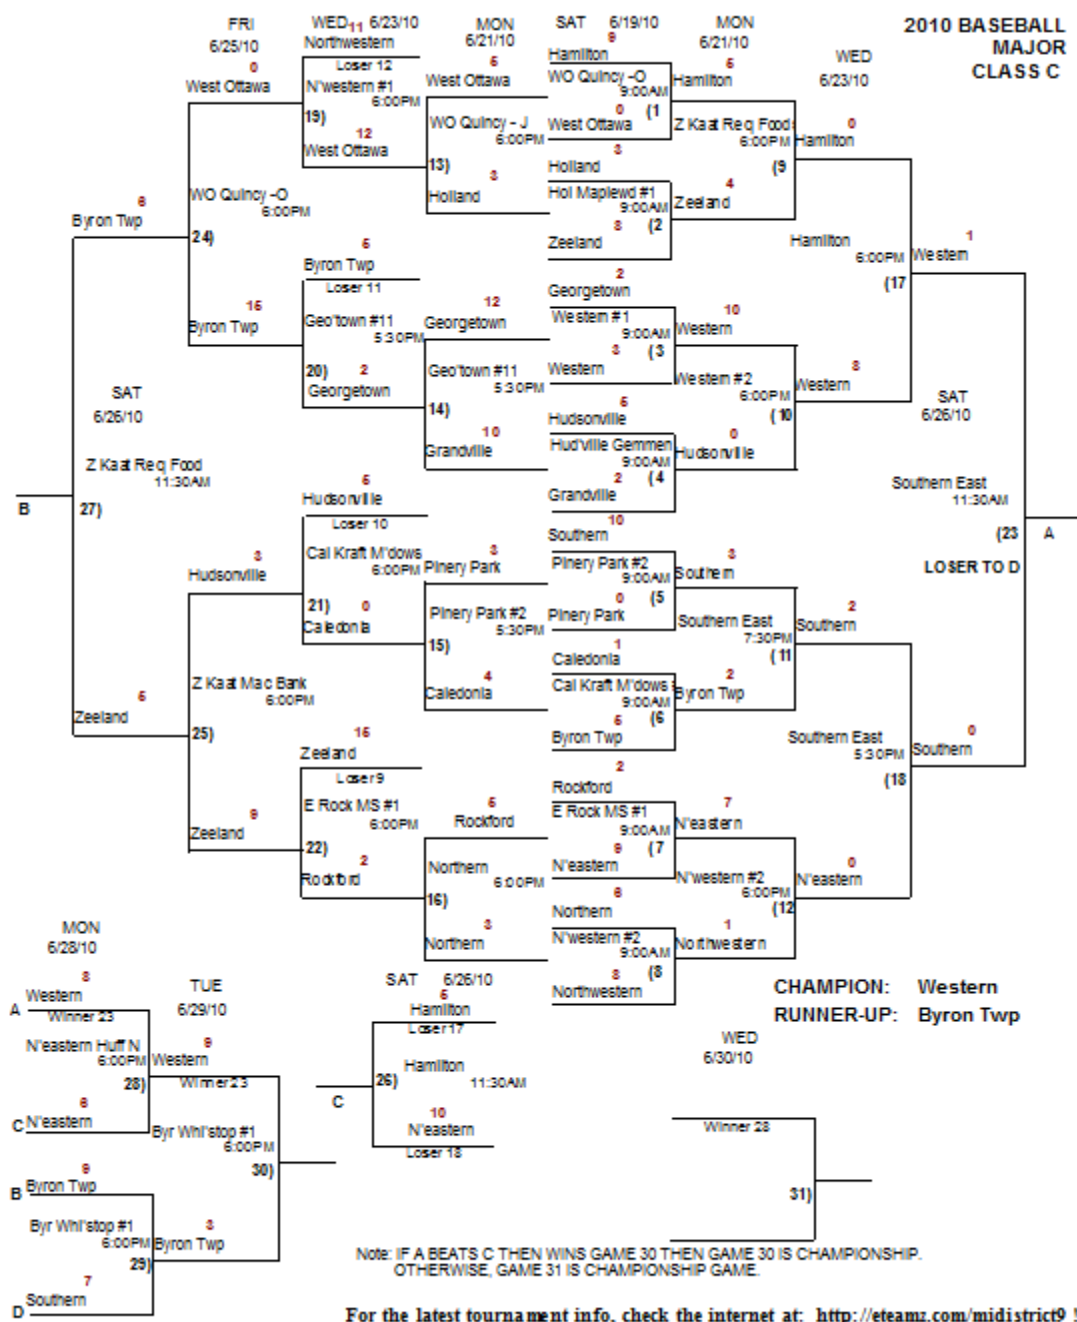 2010 BASEBALL
MAJOR
CLASS C
FRI
6/25/10
WED 6/23/10
MON
6/21/10
SAT 6/19/10
MON
6/21/10
WED
6/23/10
0
West Ottawa
11
Northwestern
Loser 12
N'western #1
6:00PM
19)
12
West Ottawa
5
West Ottawa
WO Quincy - J
6:00PM
13)
3
Holland
9
Hamilton
WO Quincy -O
9:00AM
(1
0
West Ottawa
3
Holland
Hol Maplewd #1
9:00AM
(2
8
Zeeland
5
Hamilton
Z Kaat Req Food
6:00PM
(9
4
Zeeland
0
Hamilton
Hamilton
6:00PM
(17
1
Western
6
Byron Twp
WO Quincy -O
6:00PM
24)
15
Byron Twp
5
Byron Twp
Loser 11
Geo'town #11
5:30PM
20)
2
Georgetown
12
Georgetown
Geo'town #11
5:30PM
14)
10
Grandville
2
Georgetown
Western #1
9:00AM
(3
3
Western
5
Hudsonville
Hud'ville Gemmen
9:00AM
(4
2
Grandville
10
Western
Western #2
6:00PM
(10
0
Hudsonville
8
Western
SAT
6/26/10
Z Kaat Req Food
11:30AM
B
27)
SAT
6/26/10
Southern East
11:30AM
(23
A
LOSER TO D
3
Hudsonville
5
Hudsonville
Loser 10
Cal Kraft M'dows
6:00PM
21)
0
Caledonia
3
Pinery Park
Pinery Park #2
5:30PM
15)
4
Caledonia
10
Southern
Pinery Park #2
9:00AM
(5
0
Pinery Park
1
Caledonia
Cal Kraft M'dows
9:00AM
(6
5
Byron Twp
3
Southern
Southern East
7:30PM
(11
2
Byron Twp
2
Southern
Southern East
5:30PM
(18
0
Southern
5
Zeeland
Z Kaat Mac Bank
6:00PM
25)
9
Zeeland
15
Zeeland
Loser 9
E Rock MS #1
6:00PM
22)
2
Rockford
5
Rockford
Northern
6:00PM
16)
3
Northern
2
Rockford
E Rock MS #1
9:00AM
(7
9
N'eastern
6
Northern
N'western #2
9:00AM
(8
8
Northwestern
7
N'eastern
N'western #2
6:00PM
(12
1
Northwestern
0
N'eastern
MON
6/28/10
8
Western
A
Winner 23
N'eastern Huff N
6:00PM
28)
6
C N'eastern
TUE
6/29/10
9
Western
Winner 23
Byr Whl'stop #1
6:00PM
30)
9
B Byron Twp
Byr Whl'stop #1
6:00PM
29)
3
Byron Twp
7
Southern
D
SAT 6/26/10
5
Hamilton
Loser 17
Hamilton
26)
11:30AM
C
10
N'eastern
Loser 18
CHAMPION: Western
RUNNER-UP: Byron Twp
WED
6/30/10
Winner 28
31)
Note: IF A BEATS C THEN WINS GAME 30 THEN GAME 30 IS CHAMPIONSHIP.
OTHERWISE, GAME 31 IS CHAMPIONSHIP GAME.
For the latest tournament info, check the internet at: http://eteamz.com/midistrict9 !